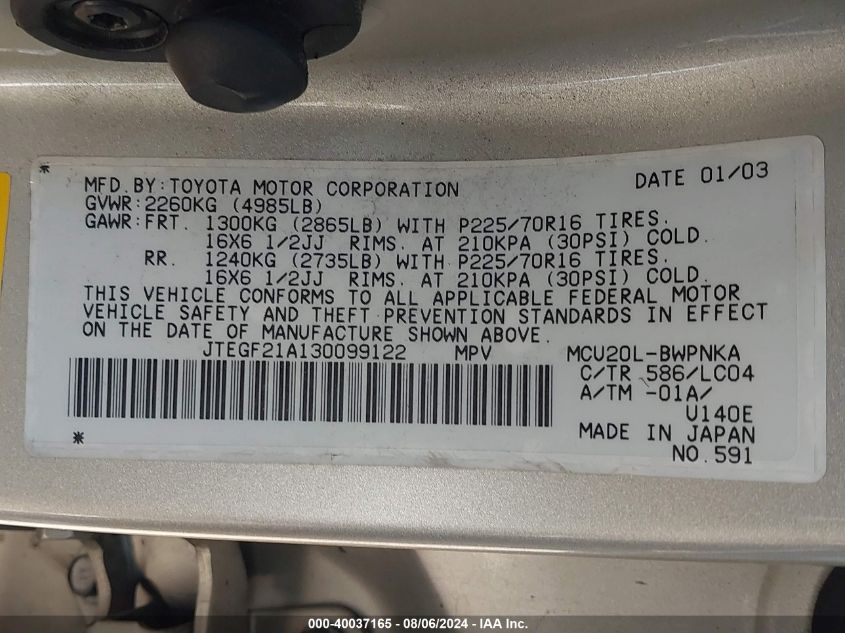 MFD.BY:TOYOTA MOTOR CORPORATION DATE 01/03
GVWR:2260KG (4985LB)
GAWR:FRT. 1300KG (2865LB) WITH P225/70R16 TIRES.
16X6 1/2JJ RIMS. AT 210KPA (30PSI) COLD.
RR. 1240KG (2735LB) WITH P225/70R16 TIRES.
16X6 1/2JJ RIMS. AT 210KPA (30PSI) COLD.
THIS VEHICLE CONFORMS TO ALL APPLICABLE FEDERAL MOTOR
VEHICLE SAFETY AND THEFT PREVENTION STANDARDS IN EFFECT
ON THE DATE OF MANUFACTURE SHOWN ABOVE.
JTEGF21A130099122 MPV MCU20L-BWPNKA
C/TR 586/LC04
A/TM -01A/
U140E
MADE IN JAPAN
NO.591
000-40037165 - 08/06/2024 - IAA Inc.